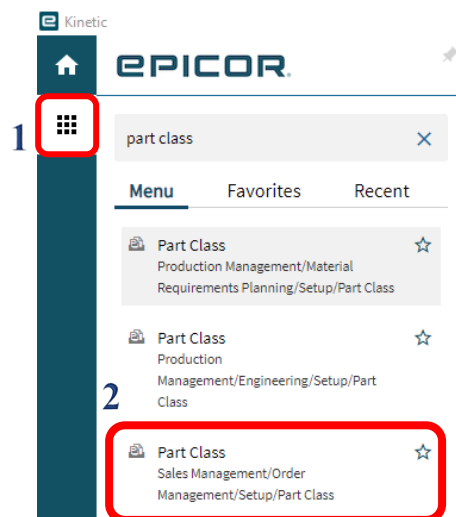 Kinetic
EPICOR.
1
part class
Menu Favorites Recent
Part Class
Production Management/Material
Requirements Planning/Setup/Part Class
Part Class
Production
Management/Engineering/Setup/Part
Class
2
Part Class
Sales Management/Order
Management/Setup/Part Class